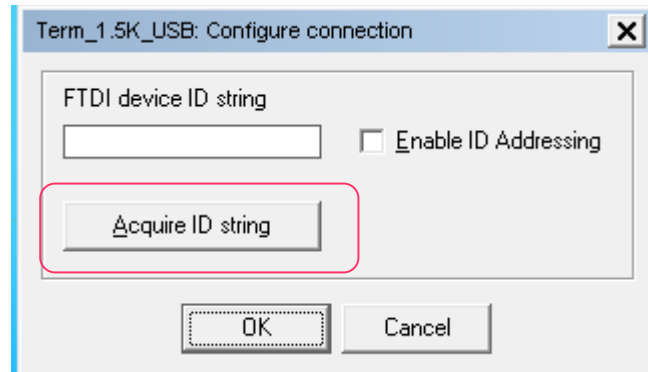 Term_1.5K_USB: Configure connection
FTDI device ID string
Enable ID Addressing
Acquire ID string
OK Cancel